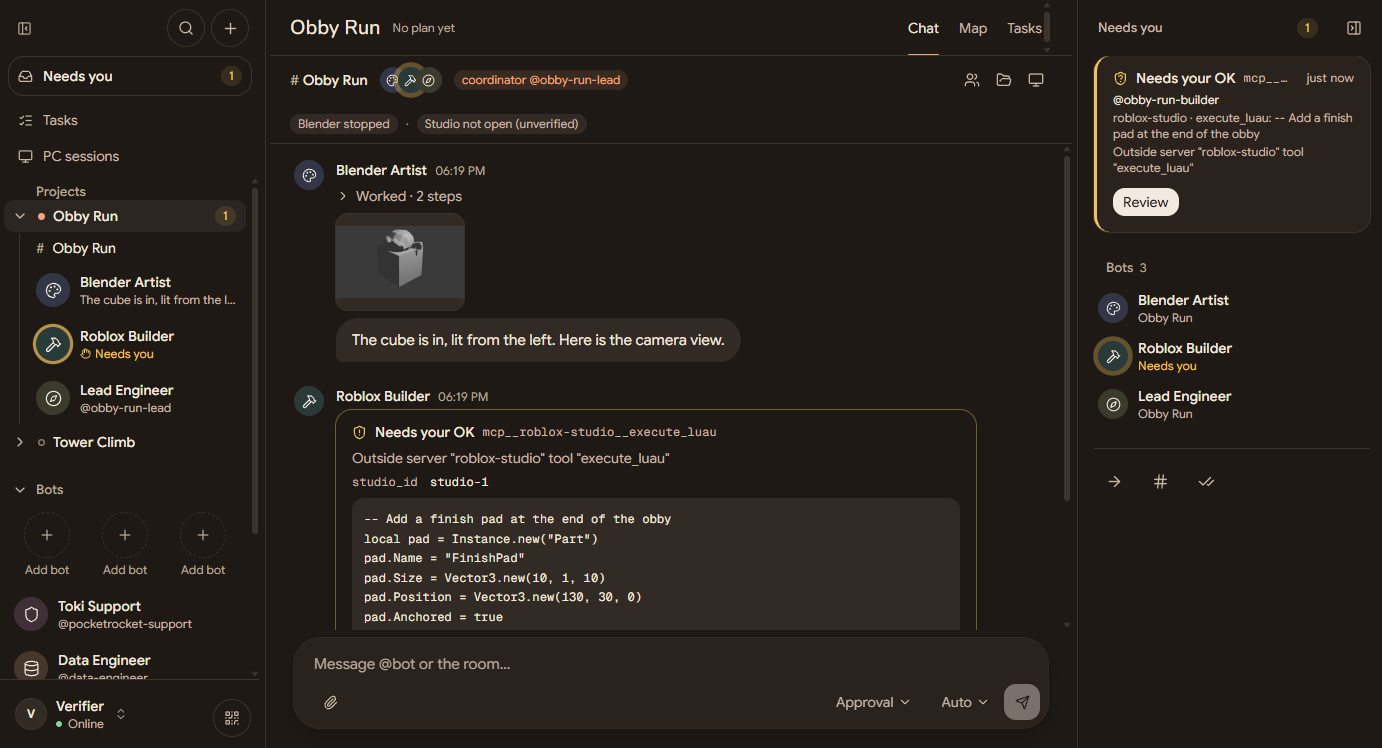 Needs you 1
Tasks
PC sessions
Projects
Obby Run 1
# Obby Run
Blender Artist
The cube is in, lit from the l...
Roblox Builder
Needs you
Lead Engineer
@obby-run-lead
Tower Climb
Bots
Add bot Add bot Add bot
Toki Support
@pocketrocket-support
Data Engineer
@data-engineer
V
Verifier
Online
Obby Run No plan yet
Chat Map Tasks
# Obby Run coordinator @obby-run-lead
Blender stopped · Studio not open (unverified)
Blender Artist 06:19 PM
Worked · 2 steps
The cube is in, lit from the left. Here is the camera view.
Roblox Builder 06:19 PM
Needs your OK mcp__roblox-studio__execute_luau
Outside server "roblox-studio" tool "execute_luau"
studio_id studio-1
-- Add a finish pad at the end of the obby
local pad = Instance.new("Part")
pad.Name = "FinishPad"
pad.Size = Vector3.new(10, 1, 10)
pad.Position = Vector3.new(130, 30, 0)
pad.Anchored = true
Message @bot or the room...
Approval Auto
Needs you 1
Needs your OK mcp__... just now
@obby-run-builder
roblox-studio · execute_luau: -- Add a finish
pad at the end of the obby
Outside server "roblox-studio" tool
"execute_luau"
Review
Bots 3
Blender Artist
Obby Run
Roblox Builder
Needs you
Lead Engineer
Obby Run